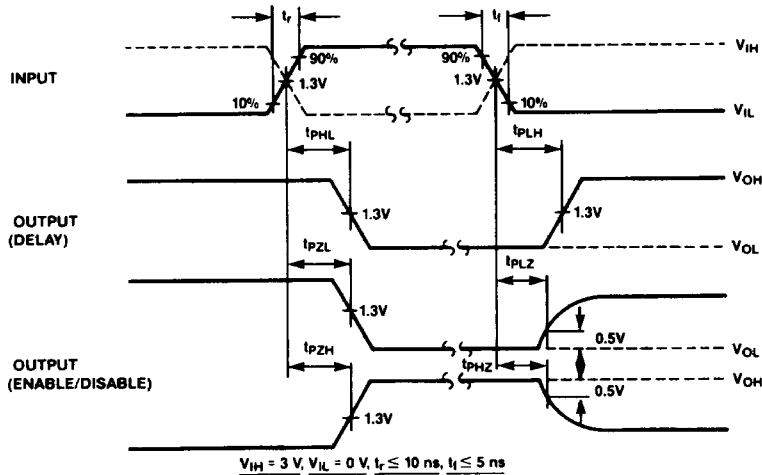 tr tf
90% 90% VIH
INPUT 1.3V 1.3V
10% 10% VIL
tPHL tPLH
VOH
1.3V 1.3V
OUTPUT
(DELAY)
VOL
tPZL tPLZ
1.3V
0.5V
VOL
OUTPUT
(ENABLE/DISABLE)
tPZH tPHZ
VOH
0.5V
1.3V
VIH = 3 V, VIL = 0 V, tr ≤ 10 ns, tf ≤ 5 ns